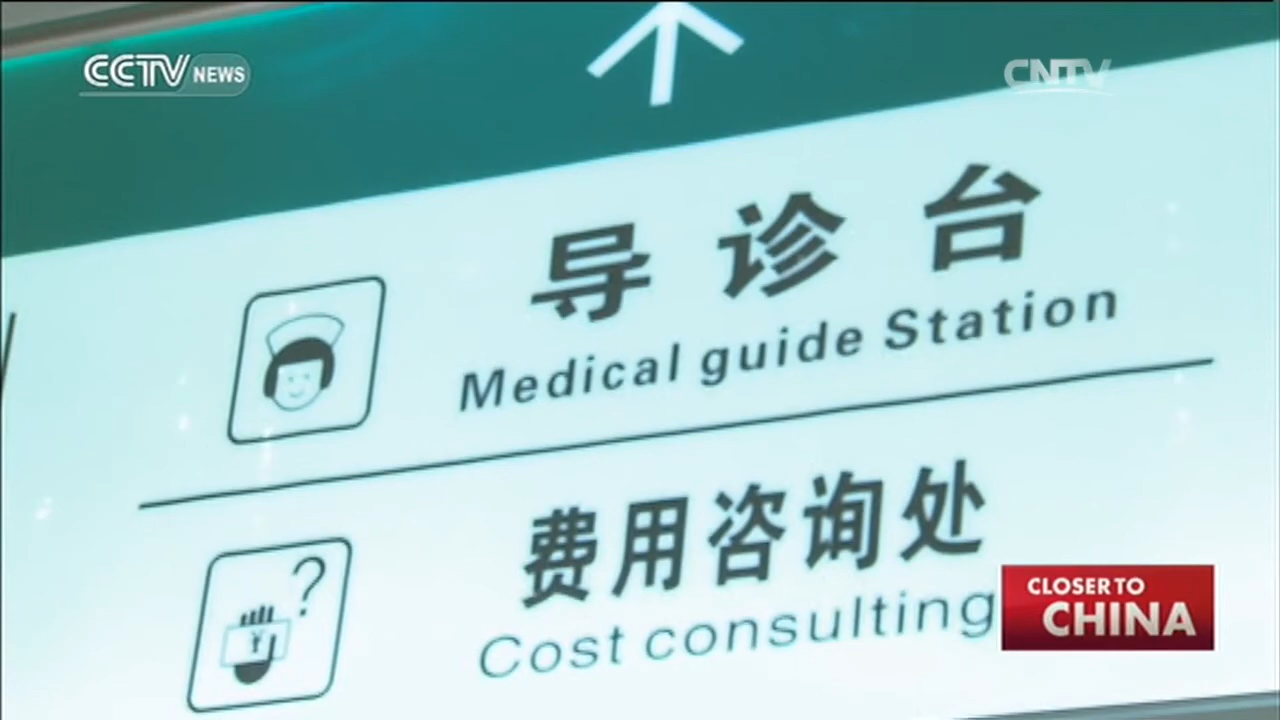 CCTV NEWS
CNTV
导诊台
Medical guide Station
费用咨询处
Cost consulting
?
¥
CLOSER TO
CHINA